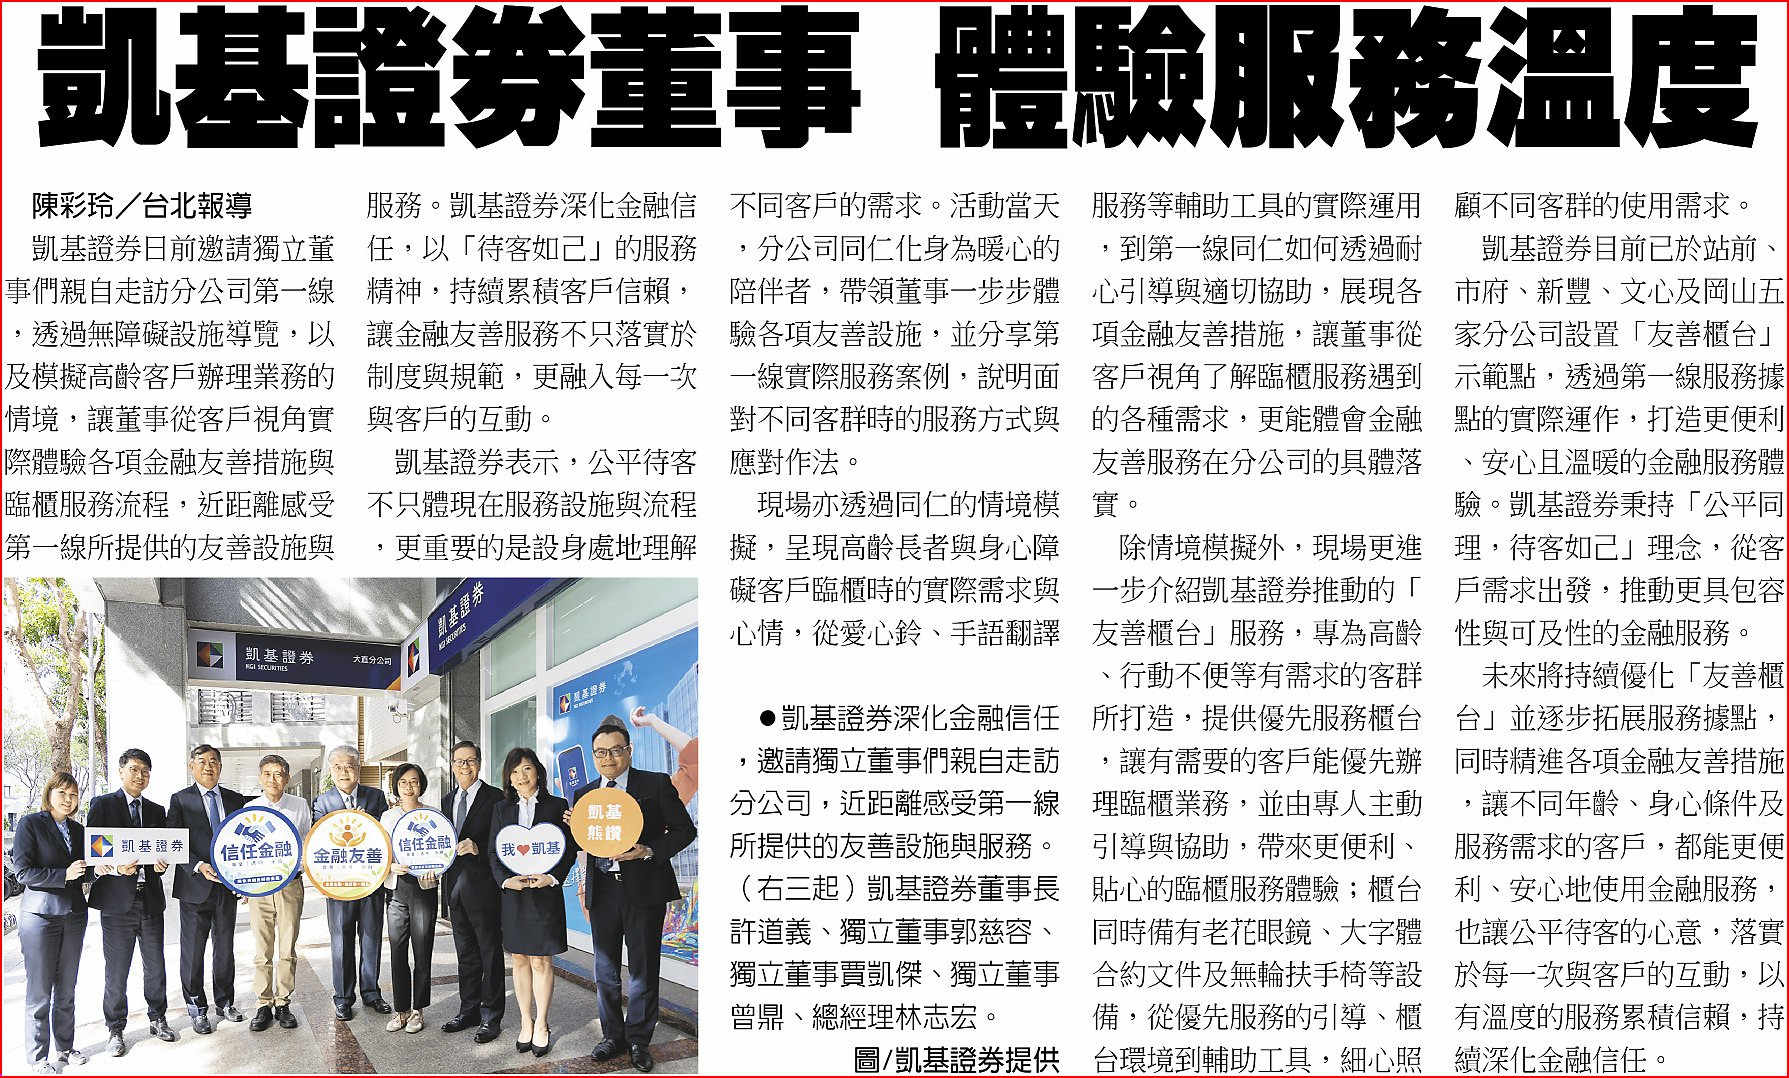 凱基證券董事 體驗服務溫度
陳彩玲／台北報導
凱基證券日前邀請獨立董
事們親自走訪分公司第一線
，透過無障礙設施導覽，以
及模擬高齡客戶辦理業務的
情境，讓董事從客戶視角實
際體驗各項金融友善措施與
臨櫃服務流程，近距離感受
第一線所提供的友善設施與
服務。凱基證券深化金融信
任，以「待客如己」的服務
精神，持續累積客戶信賴，
讓金融友善服務不只落實於
制度與規範，更融入每一次
與客戶的互動。
凱基證券表示，公平待客
不只體現在服務設施與流程
，更重要的是設身處地理解
不同客戶的需求。活動當天
，分公司同仁化身為暖心的
陪伴者，帶領董事一步步體
驗各項友善設施，並分享第
一線實際服務案例，說明面
對不同客群時的服務方式與
應對作法。
現場亦透過同仁的情境模
擬，呈現高齡長者與身心障
礙客戶臨櫃時的實際需求與
心情，從愛心鈴、手語翻譯
服務等輔助工具的實際運用
，到第一線同仁如何透過耐
心引導與適切協助，展現各
項金融友善措施，讓董事從
客戶視角了解臨櫃服務遇到
的各種需求，更能體會金融
友善服務在分公司的具體落
實。
除情境模擬外，現場更進
一步介紹凱基證券推動的「
友善櫃台」服務，專為高齡
、行動不便等有需求的客群
所打造，提供優先服務櫃台
，讓有需要的客戶能優先辦
理臨櫃業務，並由專人主動
引導與協助，帶來更便利、
貼心的臨櫃服務體驗；櫃台
同時備有老花眼鏡、大字體
合約文件及無輪扶手椅等設
備，從優先服務的引導、櫃
台環境到輔助工具，細心照
顧不同客群的使用需求。
凱基證券目前已於站前、
市府、新豐、文心及岡山五
家分公司設置「友善櫃台」
示範點，透過第一線服務據
點的實際運作，打造更便利
、安心且溫暖的金融服務體
驗。凱基證券秉持「公平同
理，待客如己」理念，從客
戶需求出發，推動更具包容
性與可及性的金融服務。
未來將持續優化「友善櫃
台」並逐步拓展服務據點，
同時精進各項金融友善措施
，讓不同年齡、身心條件及
服務需求的客戶，都能更便
利、安心地使用金融服務，
也讓公平待客的心意，落實
於每一次與客戶的互動，以
有溫度的服務累積信賴，持
續深化金融信任。
●凱基證券深化金融信任
，邀請獨立董事們親自走訪
分公司，近距離感受第一線
所提供的友善設施與服務。
（右三起）凱基證券董事長
許道義、獨立董事郭慈容、
獨立董事賈凱傑、獨立董事
曾鼎、總經理林志宏。
圖/凱基證券提供
凱基證券
KGI SECURITIES
大直分公司
凱基證券
KGI SECURITIES
凱基證券
凱基證券
信任金融
金融友善
信任金融
我 凱基
凱基
熊讚